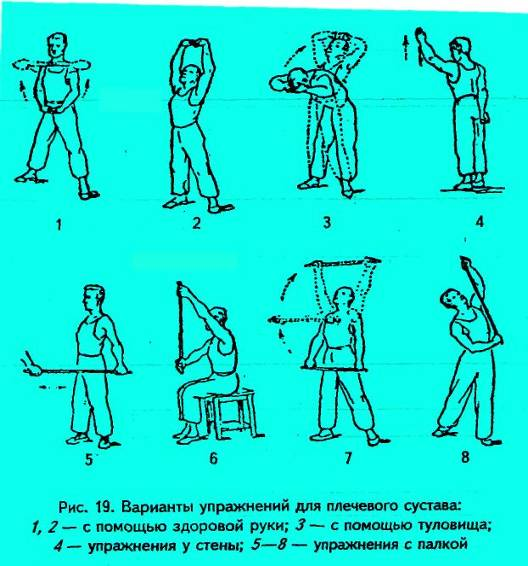 1
2
3
4
5
6
7
8
Рис. 19. Варианты упражнений для плечевого сустава:
1, 2 — с помощью здоровой руки; 3 — с помощью туловища;
4 — упражнения у стены; 5—8 — упражнения с палкой